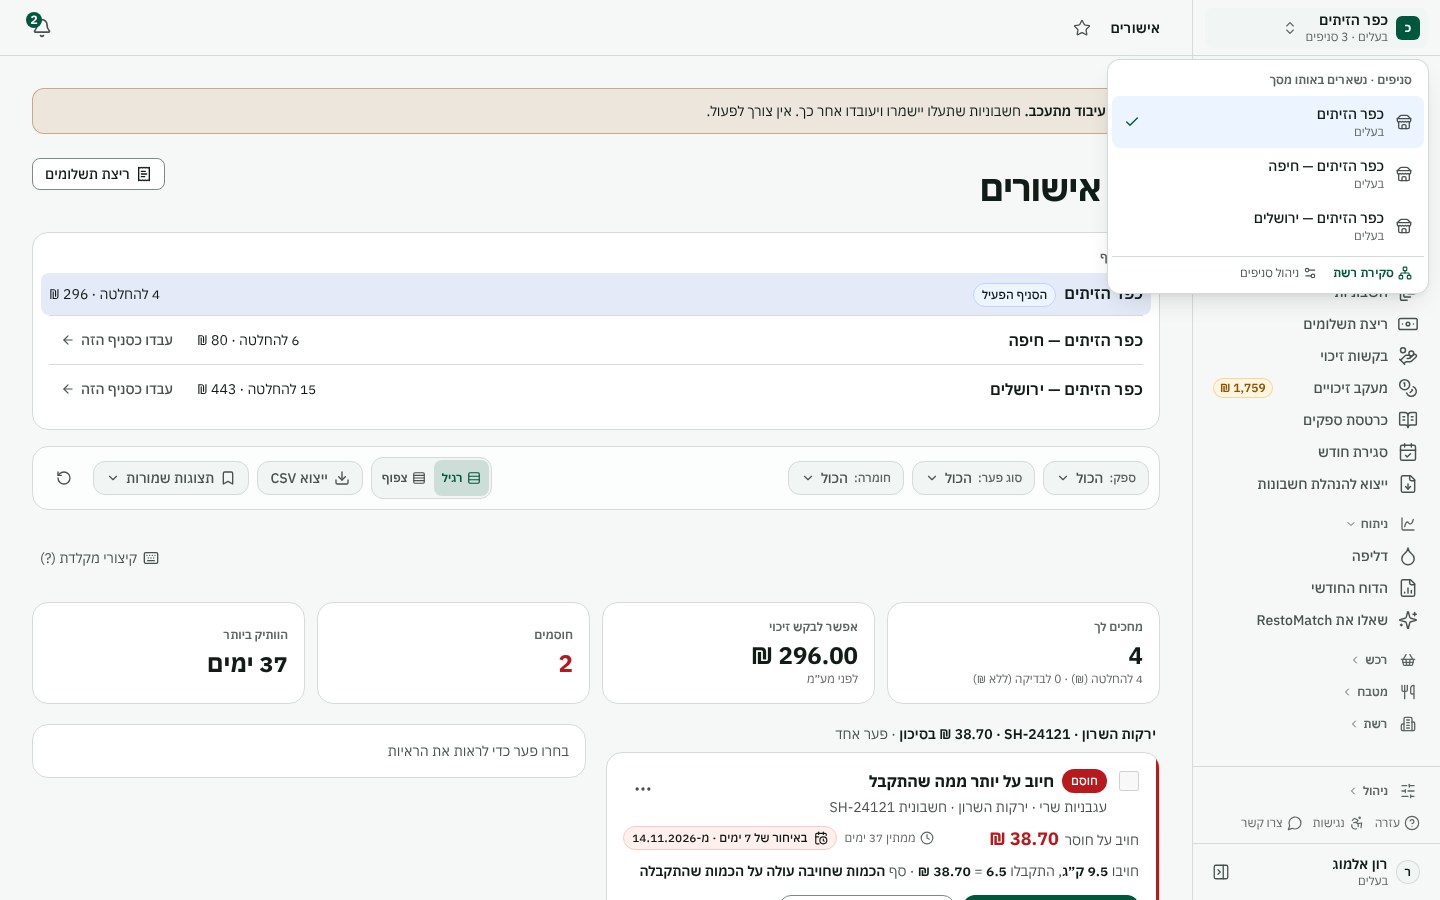 כ
כפר הזיתים
בעלים · 3 סניפים
אישורים
2
סניפים · נשארים באותו מסך
כפר הזיתים
בעלים
כפר הזיתים — חיפה
בעלים
כפר הזיתים — ירושלים
בעלים
סקירת רשת
ניהול סניפים
ריצת תשלומים
בקשות זיכוי
מעקב זיכויים
1,759 ₪
כרטסת ספקים
סגירת חודש
ייצוא להנהלת חשבונות
ניתוח
דליפה
הדוח החודשי
שאלו את RestoMatch
רכש
מטבח
רשת
ניהול
עזרה
נגישות
צרו קשר
ר
רון אלמוג
בעלים
עיבוד מתעכב. חשבוניות שתעלו יישמרו ויעובדו אחר כך. אין צורך לפעול.
אישורים
ריצת תשלומים
כפר הזיתים
הסניף הפעיל
4 להחלטה · 296 ₪
כפר הזיתים — חיפה
6 להחלטה · 80 ₪
עבדו כסניף הזה
כפר הזיתים — ירושלים
15 להחלטה · 443 ₪
עבדו כסניף הזה
ספק: הכול
סוג פער: הכול
חומרה: הכול
רגיל
צפוף
ייצוא CSV
תצוגות שמורות
קיצורי מקלדת (?)
מחכים לך
4
4 להחלטה (₪) · 0 לבדיקה (ללא ₪)
אפשר לבקש זיכוי
296.00 ₪
לפני מע״מ
חוסמים
2
הוותיק ביותר
37 ימים
ירקות השרון · SH-24121 · 38.70 ₪ בסיכון · פער אחד
חוסם
חיוב על יותר ממה שהתקבל
עגבניות שרי · ירקות השרון · חשבונית SH-24121
חויב על חוסר 38.70 ₪
ממתין 37 ימים
באיחור של 7 ימים · מ-14.11.2026
חויבו 9.5 ק״ג, התקבלו 6.5 = 38.70 ₪ · סף הכמות שחויבה עולה על הכמות שהתקבלה
בחרו פער כדי לראות את הראיות